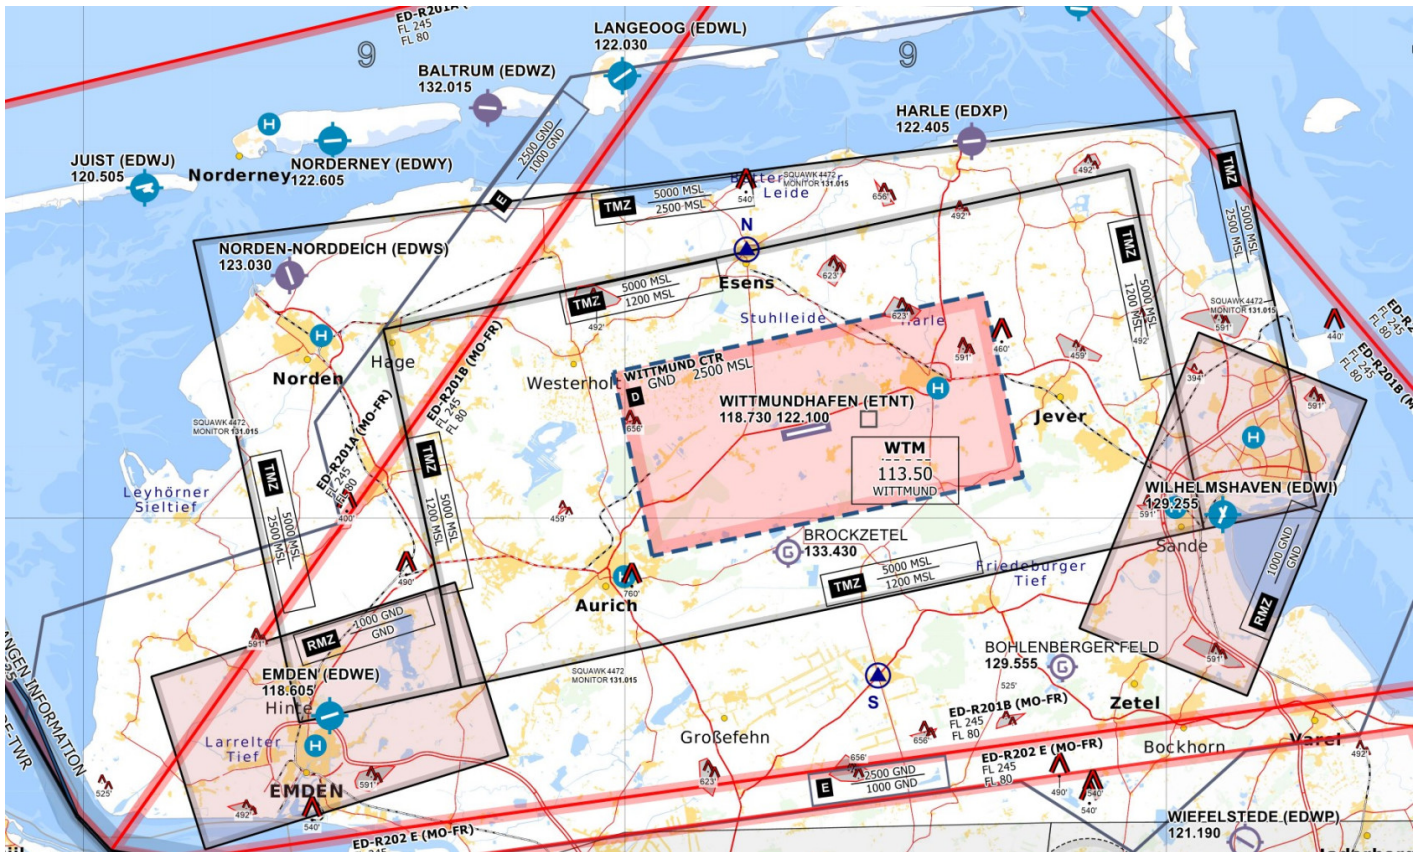 ED-R201A (
FL 245
FL 80
9
9
LANGEOOG (EDWL)
122.030
BALTRUM (EDWZ)
132.015
HARLE (EDXP)
122.405
JUIST (EDWJ)
120.505
Norderney
NORDERNEY (EDWY)
122.605
H
2500 GND
1000 GND
E
TMZ
5000 MSL
2500 MSL
540'
SQUAWK 4472
MONITOR 131.015
Leide
656'
492'
492'
TMZ
5000 MSL
2500 MSL
NORDEN-NORDDEICH (EDWS)
123.030
N
Esens
TMZ
5000 MSL
1200 MSL
492'
623'
Stuhlleide
623'
Harle
TMZ
5000 MSL
1200 MSL
492'
SQUAWK 4472
MONITOR 131.015
591'
H
Norden
Hage
Westerholt
WITTMUND CTR
D
GND 2500 MSL
656'
591'
460'
459'
440'
394'
591'
ED-R201B (MO-FR)
FL 245
FL 80
ED-R201B (M
FL 245
FL 80
ED-R201A (MO-FR)
FL 245
FL 80
WITTMUNDHAFEN (ETNT)
118.730 122.100
H
Jever
WTM
113.50
WITTMUND
H
SQUAWK 4472
MONITOR 131.015
TMZ
5000 MSL
2500 MSL
TMZ
5000 MSL
1200 MSL
Leyhörner
Sieltief
400'
459'
WILHELMSHAVEN (EDWI)
129.255
591'
Sande
BROCKZETEL
133.430
G
490'
760'
Aurich
TMZ
5000 MSL
1200 MSL
Friedeburger
Tief
1000 GND
GND
RMZ
RMZ
1000 GND
GND
591'
EMDEN (EDWE)
118.605
Hinte
SQUAWK 4472
MONITOR 131.015
BOHLENBERGER FELD
129.555
G
525'
591'
S
Zetel
ED-R201B (MO-FR)
FL 245
FL 80
656'
Larrelter
Tief
H
Großefehn
Bockhorn
Varel
492'
ED-R202 E (MO-FR)
FL 245
FL 80
ANGEN INFORMATION
525'
591'
EMDEN
492'
540'
623'
656'
E
2500 GND
1000 GND
490'
540'
540'
ED-R202 E (MO-FR)
WIEFELSTEDE (EDWP)
121.190